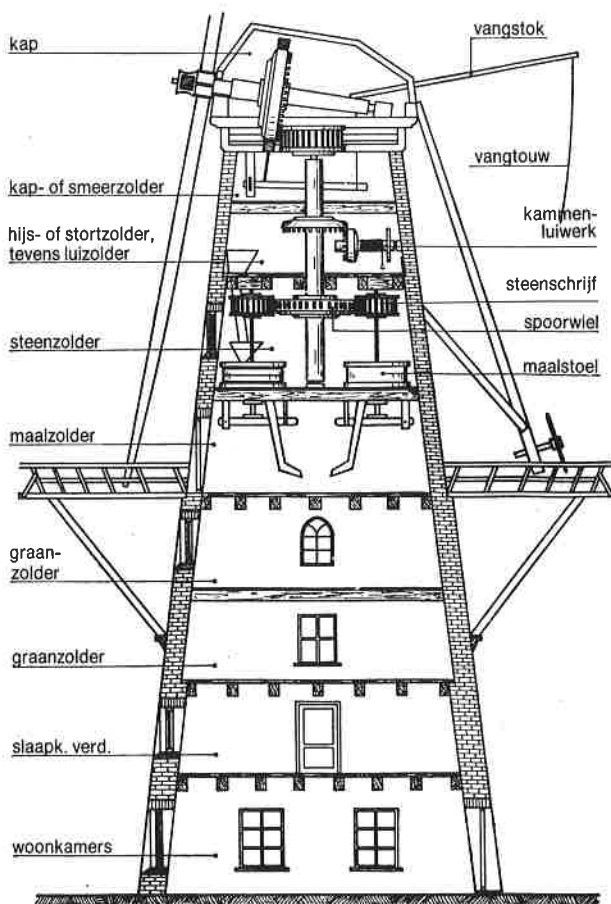 kap
vangstok
vangtouw
kap- of smeerzolder
kammen-
luiwerk
hijs- of stortzolder,
tevens luizolder
steenschrijf
spoorwiel
steenzolder
maalstoel
maalzolder
graan-
zolder
graanzolder
slaapk. verd.
woonkamers